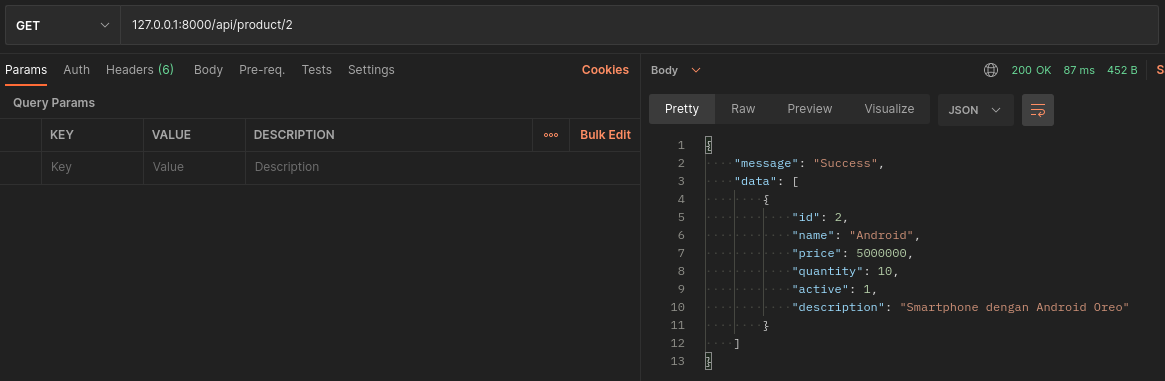 GET 127.0.0.1:8000/api/product/2
Params Auth Headers (6) Body Pre-req. Tests Settings Cookies
Query Params
KEY VALUE DESCRIPTION ooo Bulk Edit
Key Value Description
Body 200 OK 87 ms 452 B S
Pretty Raw Preview Visualize JSON
1 {
2 "message": "Success",
3 "data": [
4 {
5 "id": 2,
6 "name": "Android",
7 "price": 5000000,
8 "quantity": 10,
9 "active": 1,
10 "description": "Smartphone dengan Android Oreo"
11 }
12 ]
13 }